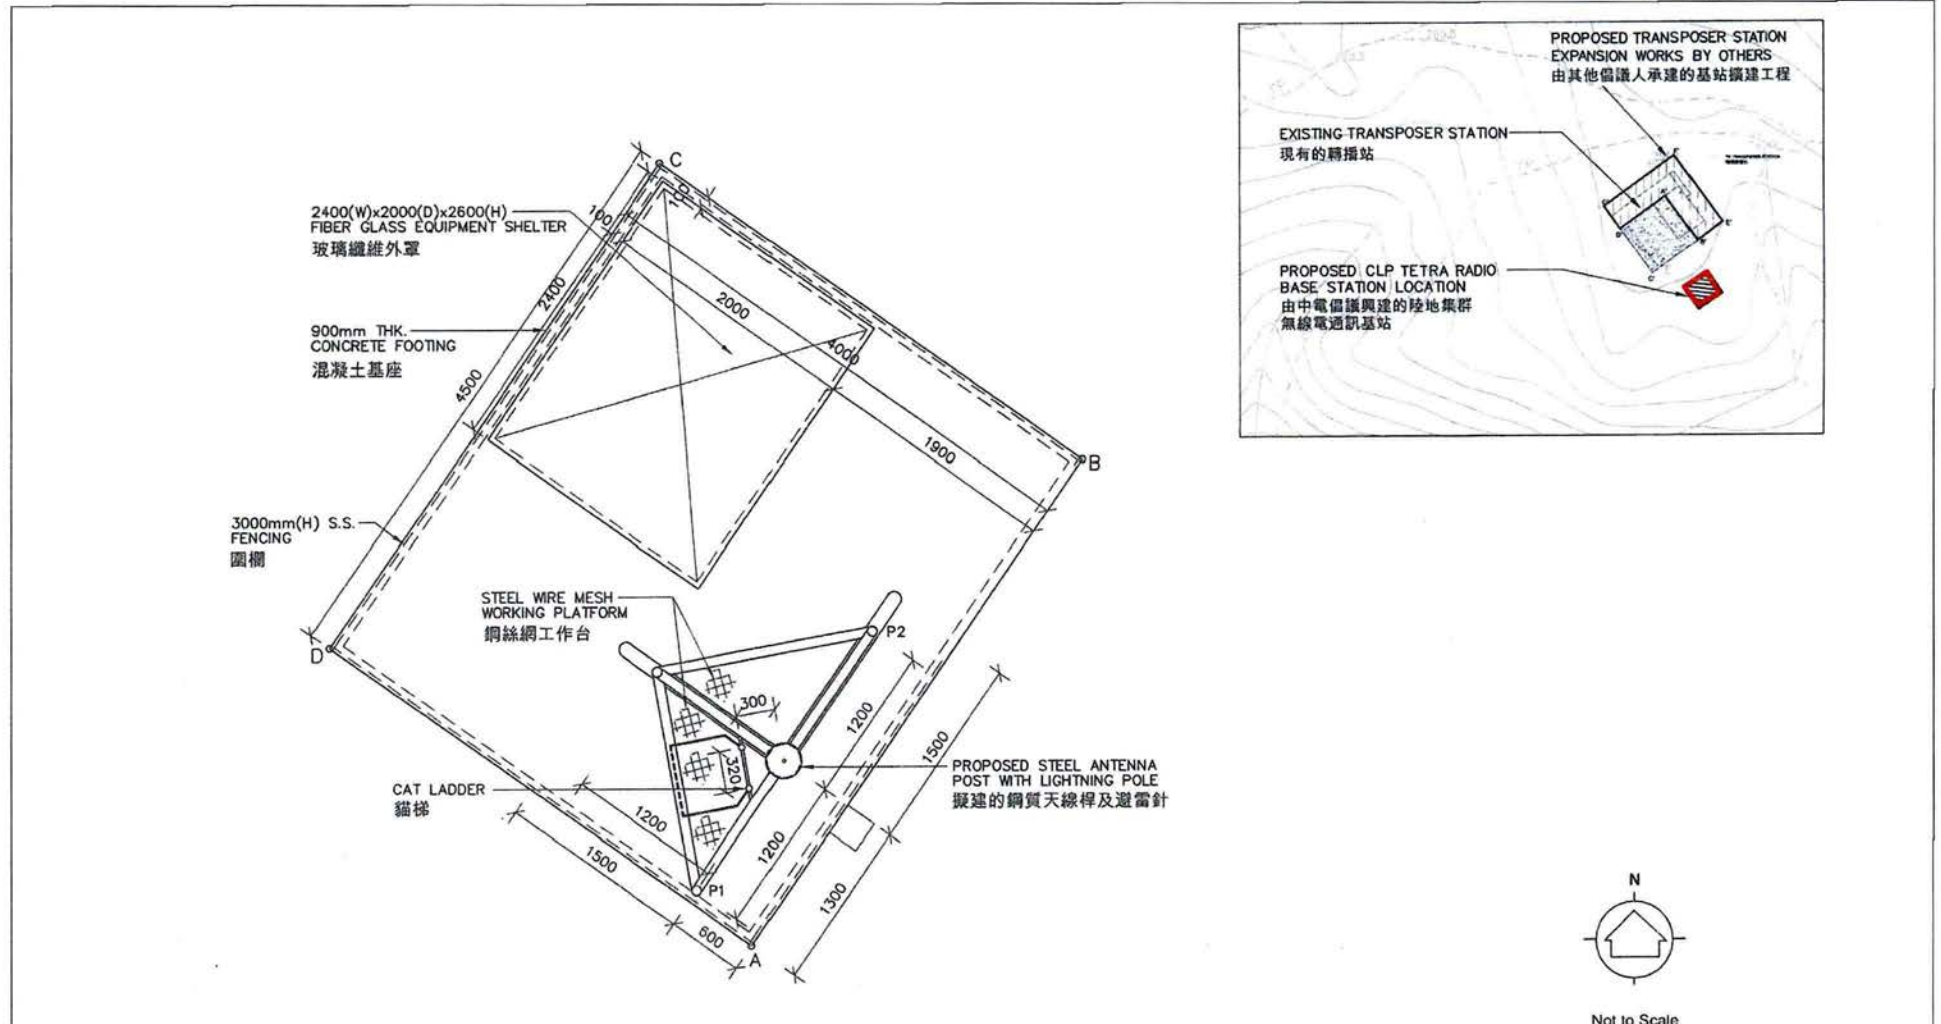 PROPOSED TRANSPOSER STATION
EXPANSION WORKS BY OTHERS
由其他倡議人承建的基站擴建工程
EXISTING TRANSPOSER STATION
現有的轉播站
PROPOSED CLP TETRA RADIO
BASE STATION LOCATION
由中電倡議興建的陸地集群
無線電通訊基站
C
100
100
2400(W)x2000(D)x2600(H)
FIBER GLASS EQUIPMENT SHELTER
玻璃纖維外罩
2400
2000
4000
900mm THK.
CONCRETE FOOTING
混凝土基座
4500
1900
B
3000mm(H) S.S.
FENCING
圍欄
STEEL WIRE MESH
WORKING PLATFORM
鋼絲網工作台
D
P2
300
1200
1500
320
PROPOSED STEEL ANTENNA
POST WITH LIGHTNING POLE
擬建的鋼質天線桿及避雷針
CAT LADDER
貓梯
1200
1500
1200
P1
1300
600
A
N
Not to Scale